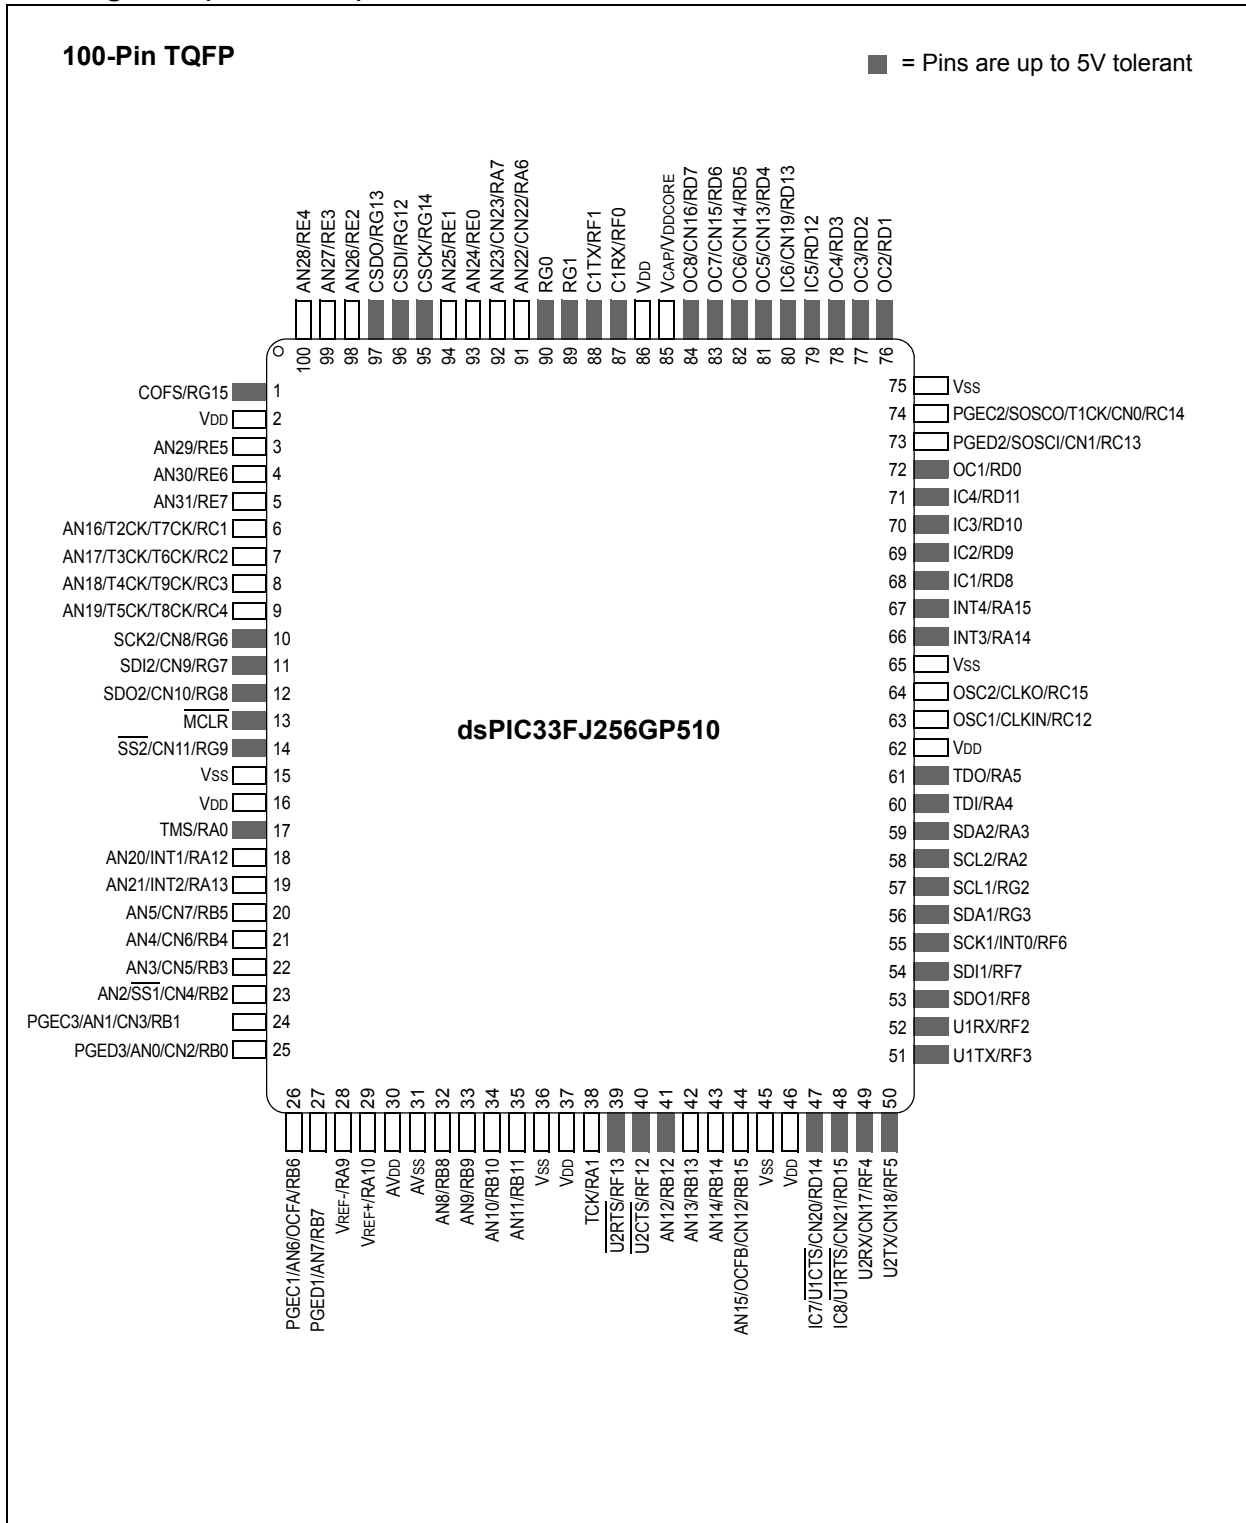 100-Pin TQFP
= Pins are up to 5V tolerant
AN28/RE4
AN27/RE3
AN26/RE2
CSDO/RG13
CSDI/RG12
CSCK/RG14
AN25/RE1
AN24/RE0
AN23/CN23/RA7
AN22/CN22/RA6
RG0
RG1
C1TX/RF1
C1RX/RF0
VDD
VCAP/VDDCORE
OC8/CN16/RD7
OC7/CN15/RD6
OC6/CN14/RD5
OC5/CN13/RD4
IC6/CN19/RD13
IC5/RD12
OC4/RD3
OC3/RD2
OC2/RD1
100 99 98 97 96 95 94 93 92 91 90 89 88 87 86 85 84 83 82 81 80 79 78 77 76
COFS/RG15 1
VDD 2
AN29/RE5 3
AN30/RE6 4
AN31/RE7 5
AN16/T2CK/T7CK/RC1 6
AN17/T3CK/T6CK/RC2 7
AN18/T4CK/T9CK/RC3 8
AN19/T5CK/T8CK/RC4 9
SCK2/CN8/RG6 10
SDI2/CN9/RG7 11
SDO2/CN10/RG8 12
MCLR 13
SS2/CN11/RG9 14
VSS 15
VDD 16
TMS/RA0 17
AN20/INT1/RA12 18
AN21/INT2/RA13 19
AN5/CN7/RB5 20
AN4/CN6/RB4 21
AN3/CN5/RB3 22
AN2/SS1/CN4/RB2 23
PGEC3/AN1/CN3/RB1 24
PGED3/AN0/CN2/RB0 25
dsPIC33FJ256GP510
75 VSS
74 PGEC2/SOSCO/T1CK/CN0/RC14
73 PGED2/SOSCI/CN1/RC13
72 OC1/RD0
71 IC4/RD11
70 IC3/RD10
69 IC2/RD9
68 IC1/RD8
67 INT4/RA15
66 INT3/RA14
65 VSS
64 OSC2/CLKO/RC15
63 OSC1/CLKIN/RC12
62 VDD
61 TDO/RA5
60 TDI/RA4
59 SDA2/RA3
58 SCL2/RA2
57 SCL1/RG2
56 SDA1/RG3
55 SCK1/INT0/RF6
54 SDI1/RF7
53 SDO1/RF8
52 U1RX/RF2
51 U1TX/RF3
26 27 28 29 30 31 32 33 34 35 36 37 38 39 40 41 42 43 44 45 46 47 48 49 50
PGEC1/AN6/OCFA/RB6
PGED1/AN7/RB7
VREF-/RA9
VREF+/RA10
AVDD
AVSS
AN8/RB8
AN9/RB9
AN10/RB10
AN11/RB11
VSS
VDD
TCK/RA1
U2RTS/RF13
U2CTS/RF12
AN12/RB12
AN13/RB13
AN14/RB14
AN15/OCFB/CN12/RB15
VSS
VDD
IC7/U1CTS/CN20/RD14
IC8/U1RTS/CN21/RD15
U2RX/CN17/RF4
U2TX/CN18/RF5